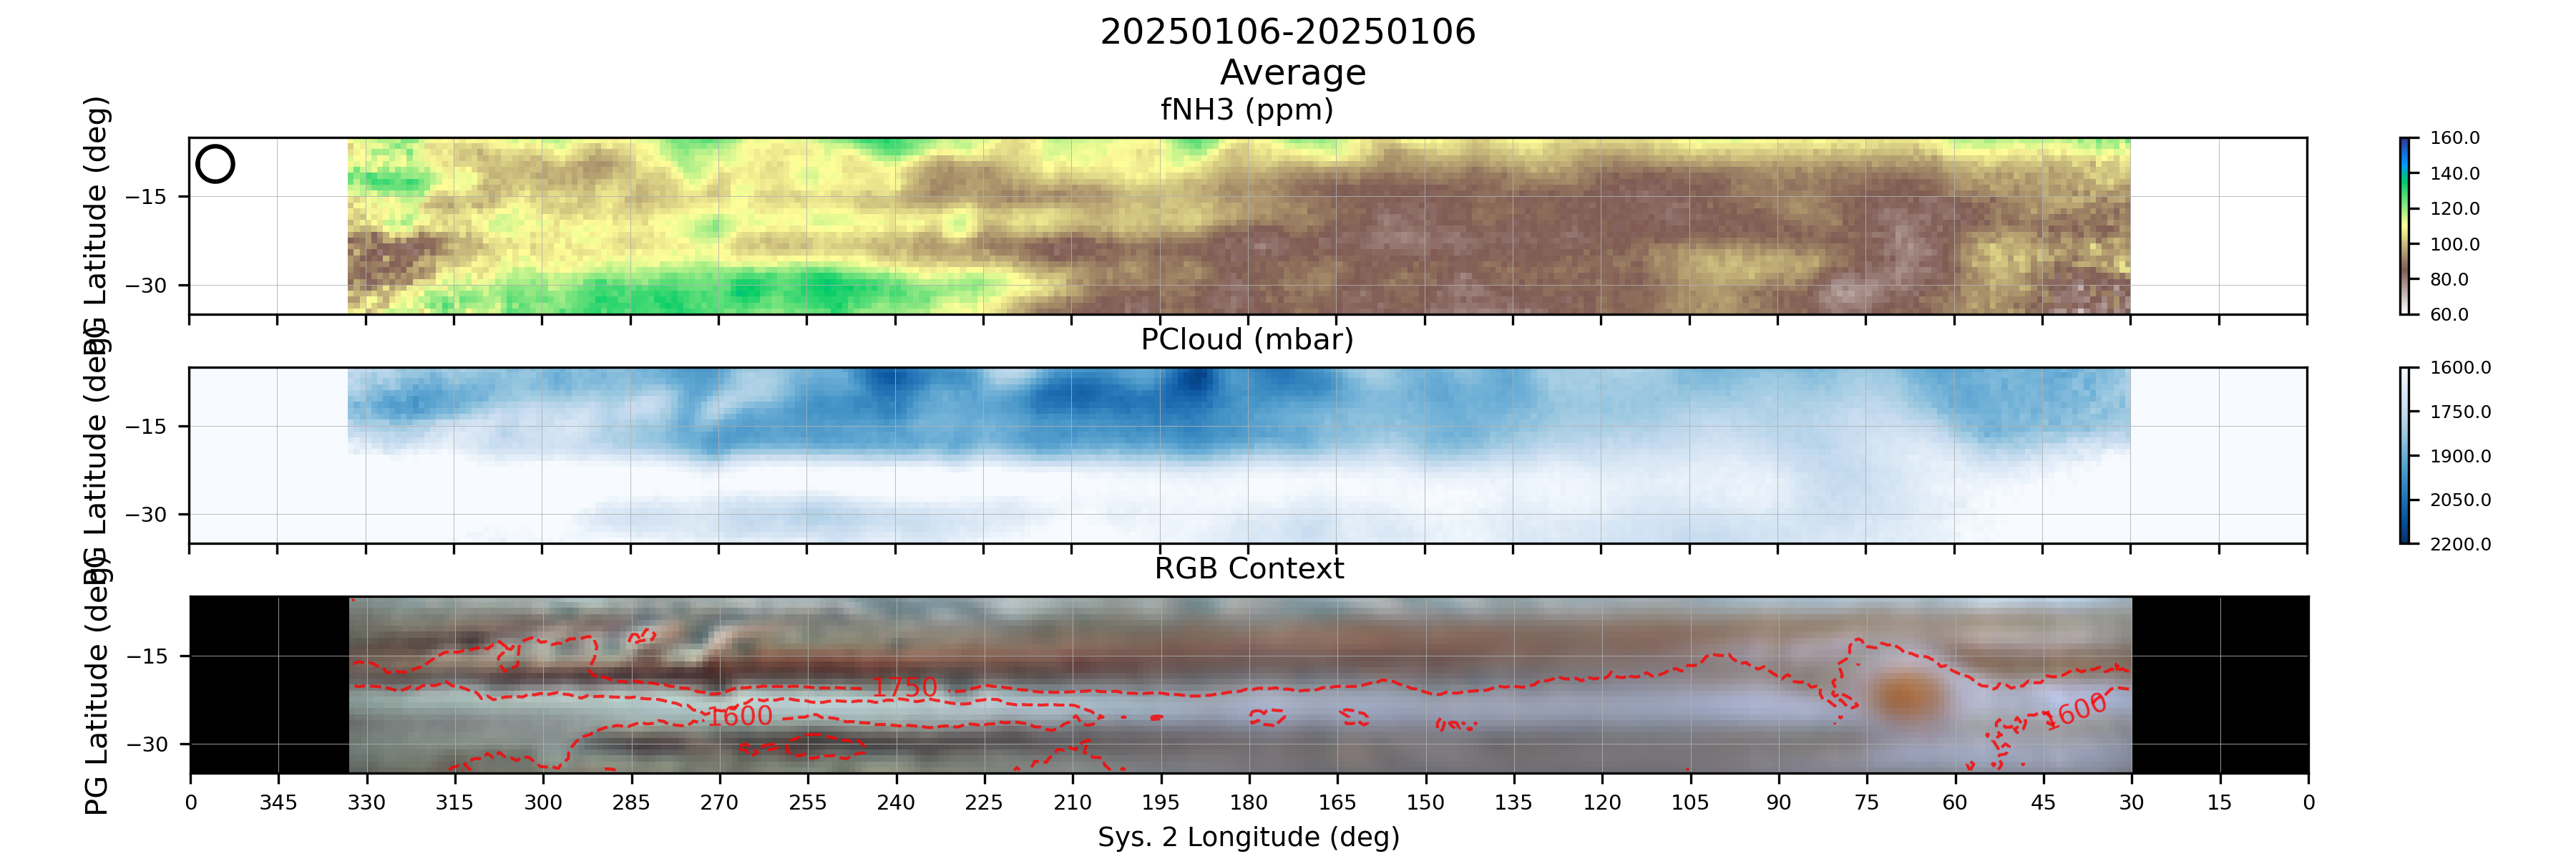 20250106-20250106
Average
fNH3 (ppm)
PG Latitude (deg)
−15
−30
160.0
140.0
120.0
100.0
80.0
60.0
PCloud (mbar)
PG Latitude (deg)
−15
−30
1600.0
1750.0
1900.0
2050.0
2200.0
RGB Context
PG Latitude (deg)
−15
−30
1750
1600
1600
0 345 330 315 300 285 270 255 240 225 210 195 180 165 150 135 120 105 90 75 60 45 30 15 0
Sys. 2 Longitude (deg)